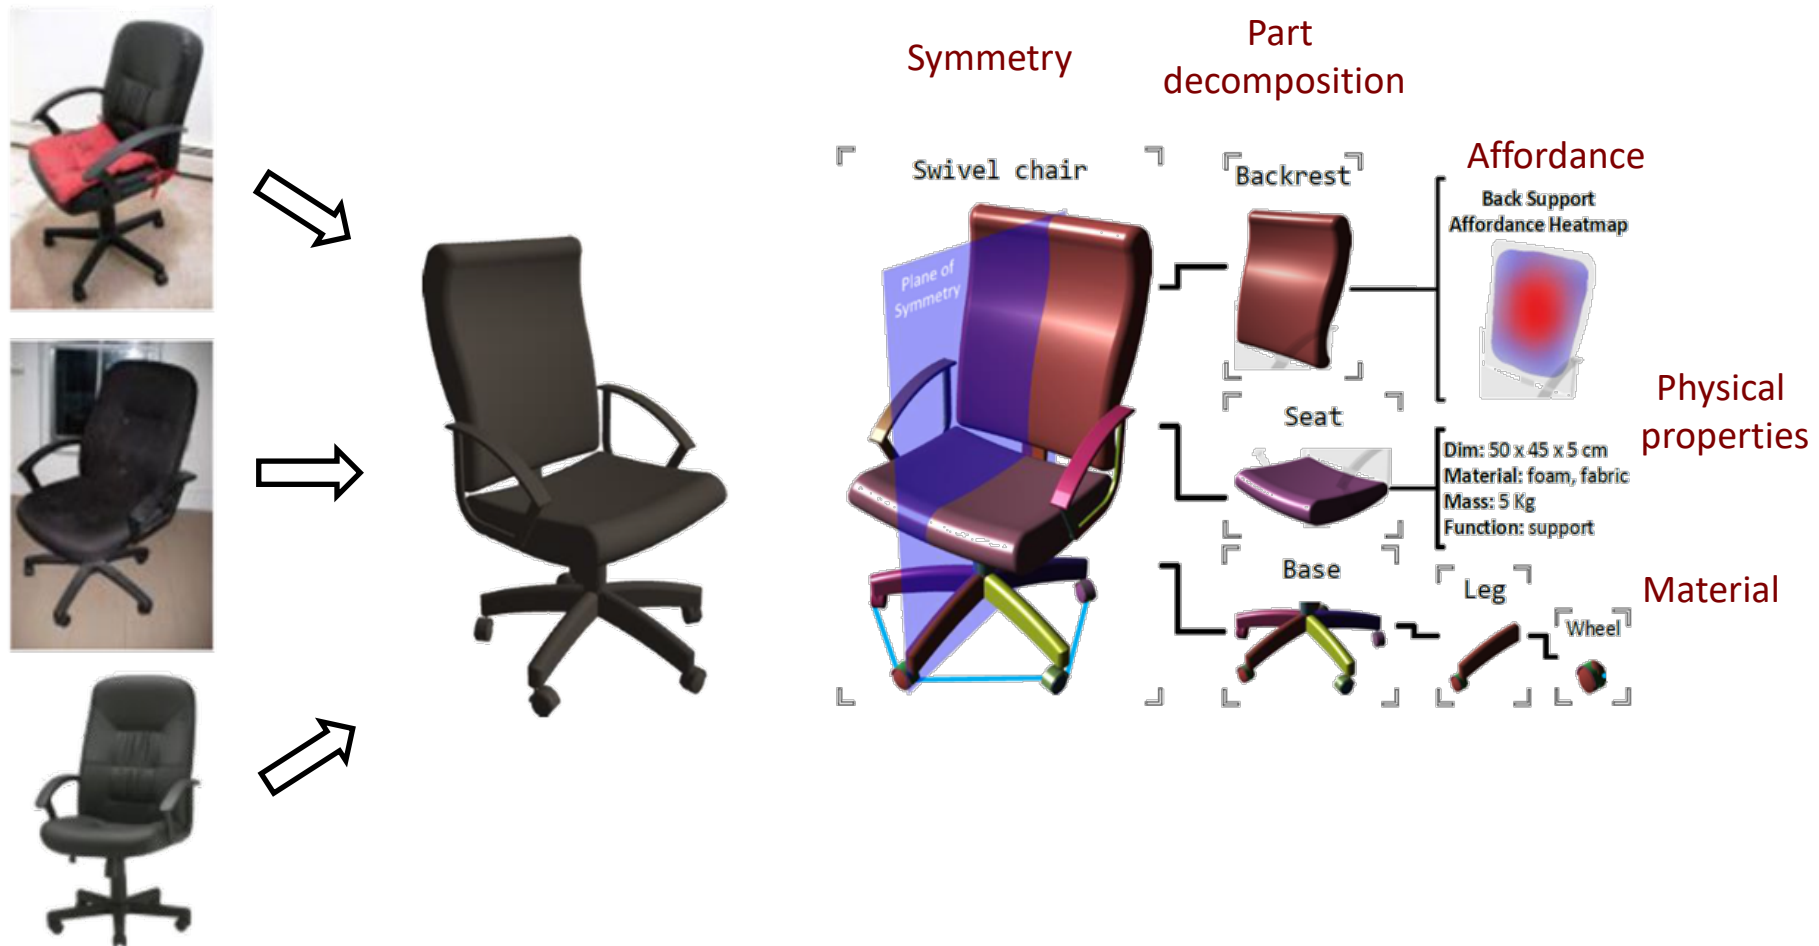 Symmetry
Part
decomposition
Affordance
Physical
properties
Material
Swivel chair
Plane of
Symmetry
Backrest
Back Support
Affordance Heatmap
Seat
Dim: 50 x 45 x 5 cm
Material: foam, fabric
Mass: 5 Kg
Function: support
Base
Leg
Wheel